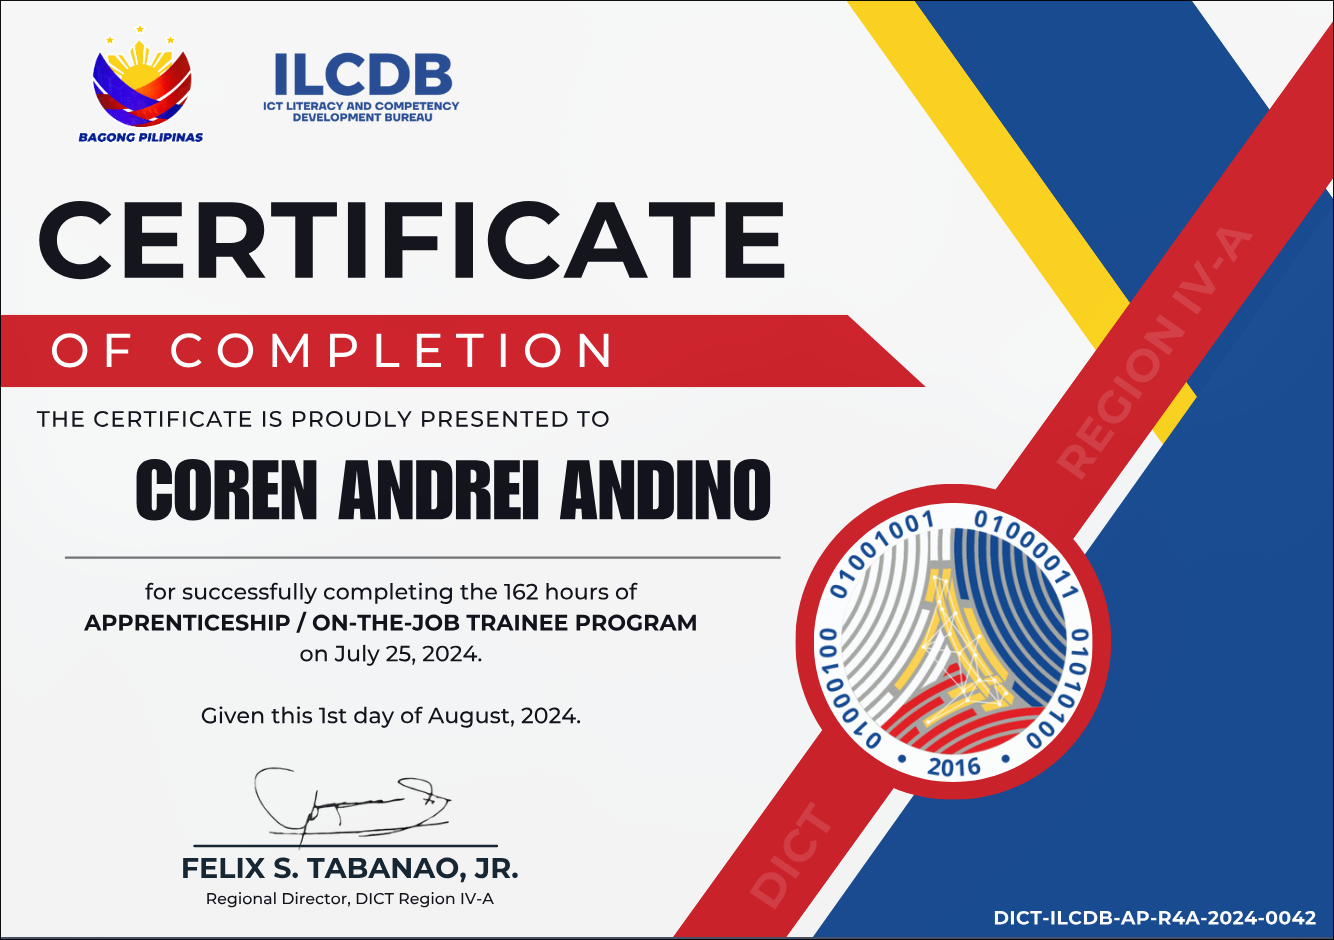 BAGONG PILIPINAS
ILCDB
ICT LITERACY AND COMPETENCY
DEVELOPMENT BUREAU
CERTIFICATE
OF COMPLETION
THE CERTIFICATE IS PROUDLY PRESENTED TO
COREN ANDREI ANDINO
for successfully completing the 162 hours of
APPRENTICESHIP / ON-THE-JOB TRAINEE PROGRAM
on July 25, 2024.
Given this 1st day of August, 2024.
FELIX S. TABANAO, JR.
Regional Director, DICT Region IV-A
REGION IV-A
01000100 01001001 01000011 01010100
2016
DICT
DICT-ILCDB-AP-R4A-2024-0042